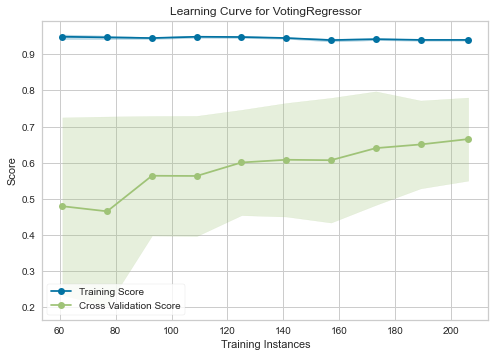 Learning Curve for VotingRegressor
0.9
0.8
0.7
0.6
0.5
0.4
0.3
0.2
Score
Training Score
Cross Validation Score
60 80 100 120 140 160 180 200
Training Instances